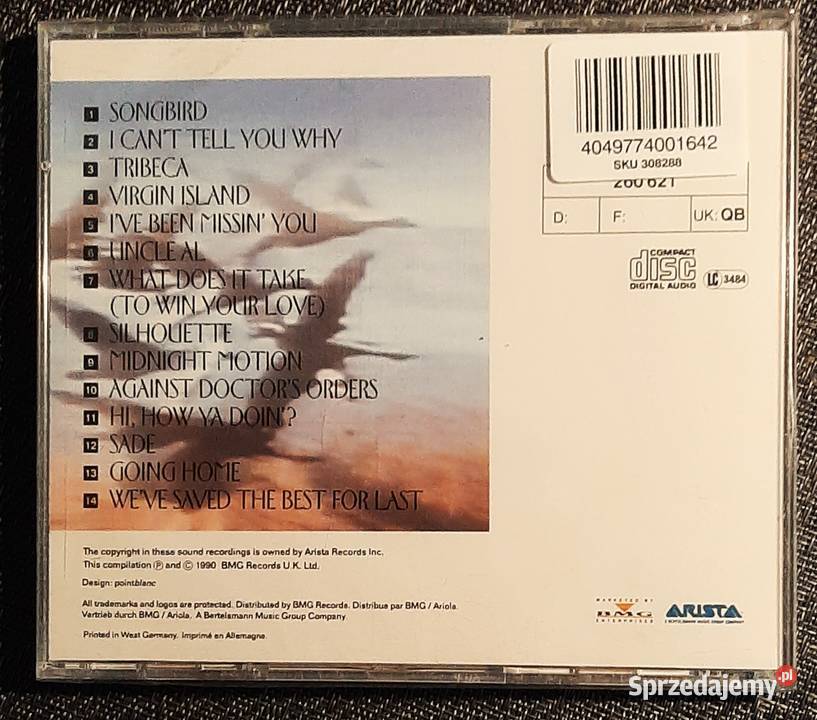 1 SONGBIRD
2 I CAN'T TELL YOU WHY
3 TRIBECA
4 VIRGIN ISLAND
5 I'VE BEEN MISSIN' YOU
6 UNCLE AL
7 WHAT DOES IT TAKE
(TO WIN YOUR LOVE)
8 SILHOUETTE
9 MIDNIGHT MOTION
10 AGAINST DOCTOR'S ORDERS
11 HI, HOW YA DOIN'?
12 SADE
13 GOING HOME
14 WE'VE SAVED THE BEST FOR LAST
4049774001642
SKU 308288
260 621
D: F: UK: QB
COMPACT
disc
DIGITAL AUDIO
LC 3484
The copyright in these sound recordings is owned by Arista Records Inc.
This compilation Ⓟ and © 1990 BMG Records U.K. Ltd.
Design: pointblanc
All trademarks and logos are protected. Distributed by BMG Records. Distribue par BMG / Ariola.
Vertrieb durch BMG / Ariola. A Bertelsmann Music Group Company
Printed in West Germany. Imprimé en Allemagne.
MARKETED BY
BMG
ENTERPRISES
ARISTA
A BERTELSMANN MUSIC GROUP COMPANY
Sprzedajemy.pl